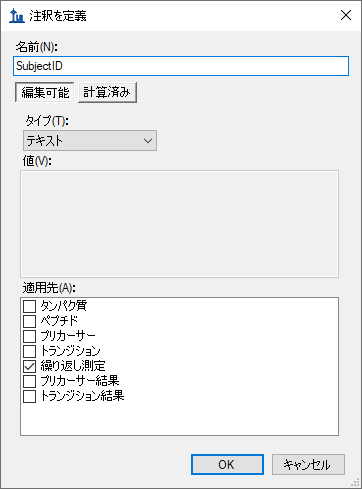 注釈を定義
名前(N):
SubjectID
編集可能 計算済み
タイプ(T):
テキスト
値(V):
適用先(A):
タンパク質
ペプチド
プリカーサー
トランジション
繰り返し測定
プリカーサー結果
トランジション結果
OK キャンセル